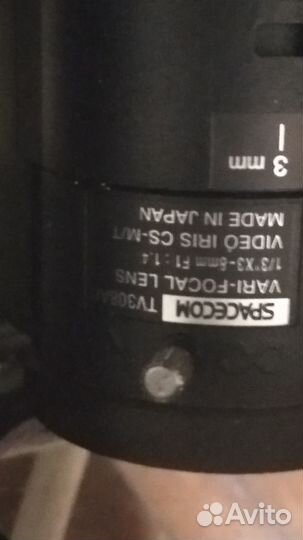 SPACECOM
VARI-FOCAL LENS
1/3"X3-8mm F1:1.4
VIDEO IRIS CS-M/T
MADE IN JAPAN
3 mm
Avito